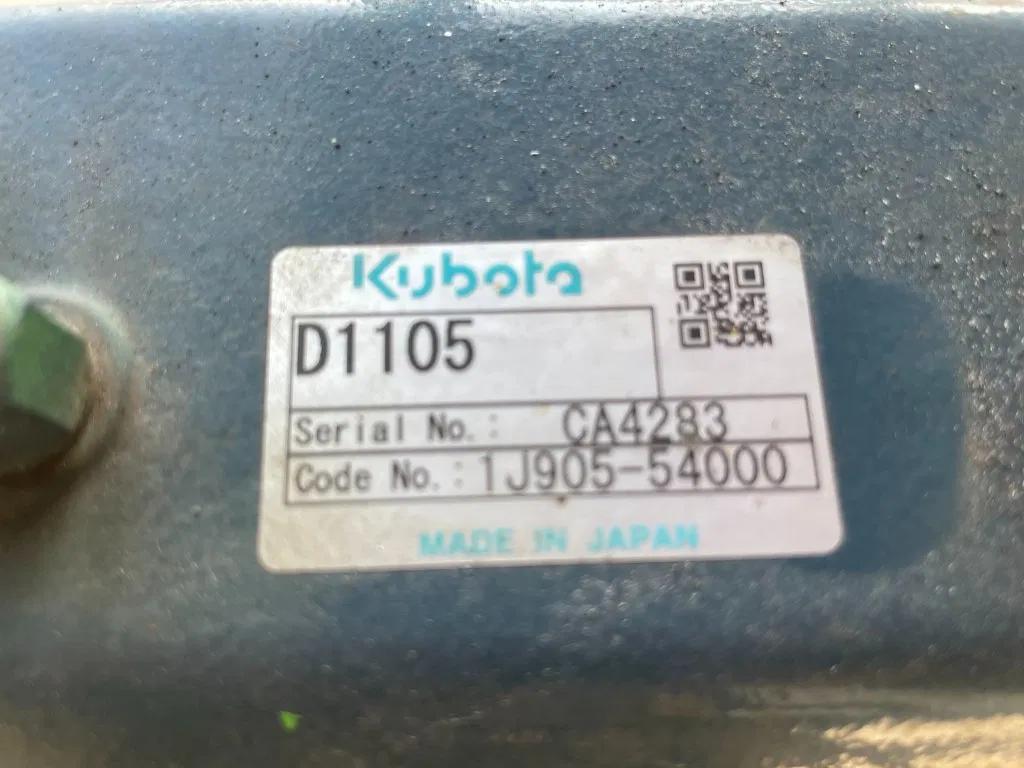 Kubota
D1105
Serial No.: CA4283
Code No.: 1J905-54000
MADE IN JAPAN